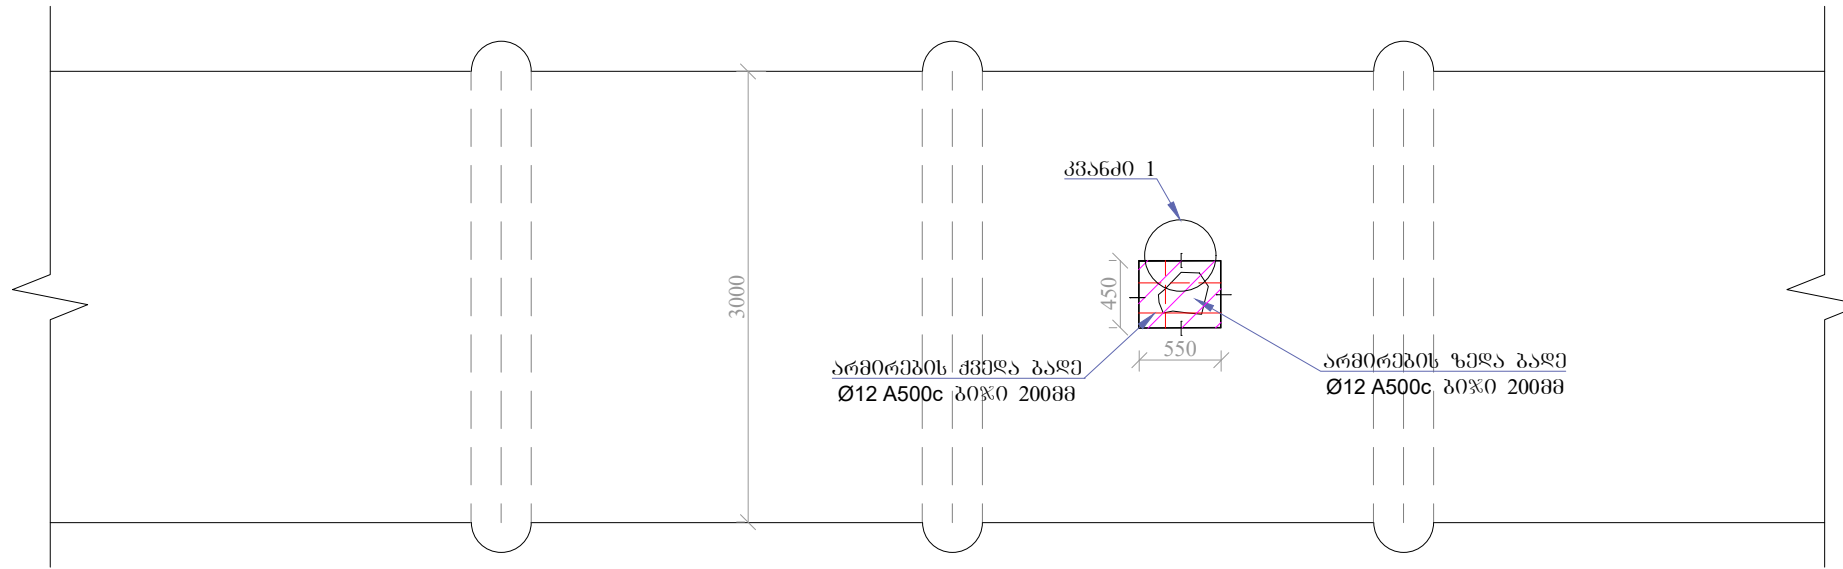 კვანძი 1
3000
450
550
არმირების ქვედა ბადე
Ø12 A500c ბიჯი 200მმ
არმირების ზედა ბადე
Ø12 A500c ბიჯი 200მმ